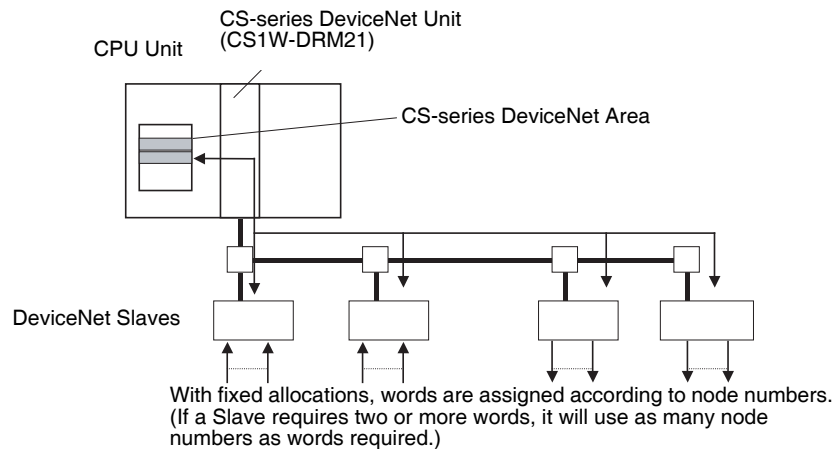 CS-series DeviceNet Unit
(CS1W-DRM21)
CPU Unit
CS-series DeviceNet Area
DeviceNet Slaves
With fixed allocations, words are assigned according to node numbers.
(If a Slave requires two or more words, it will use as many node
numbers as words required.)